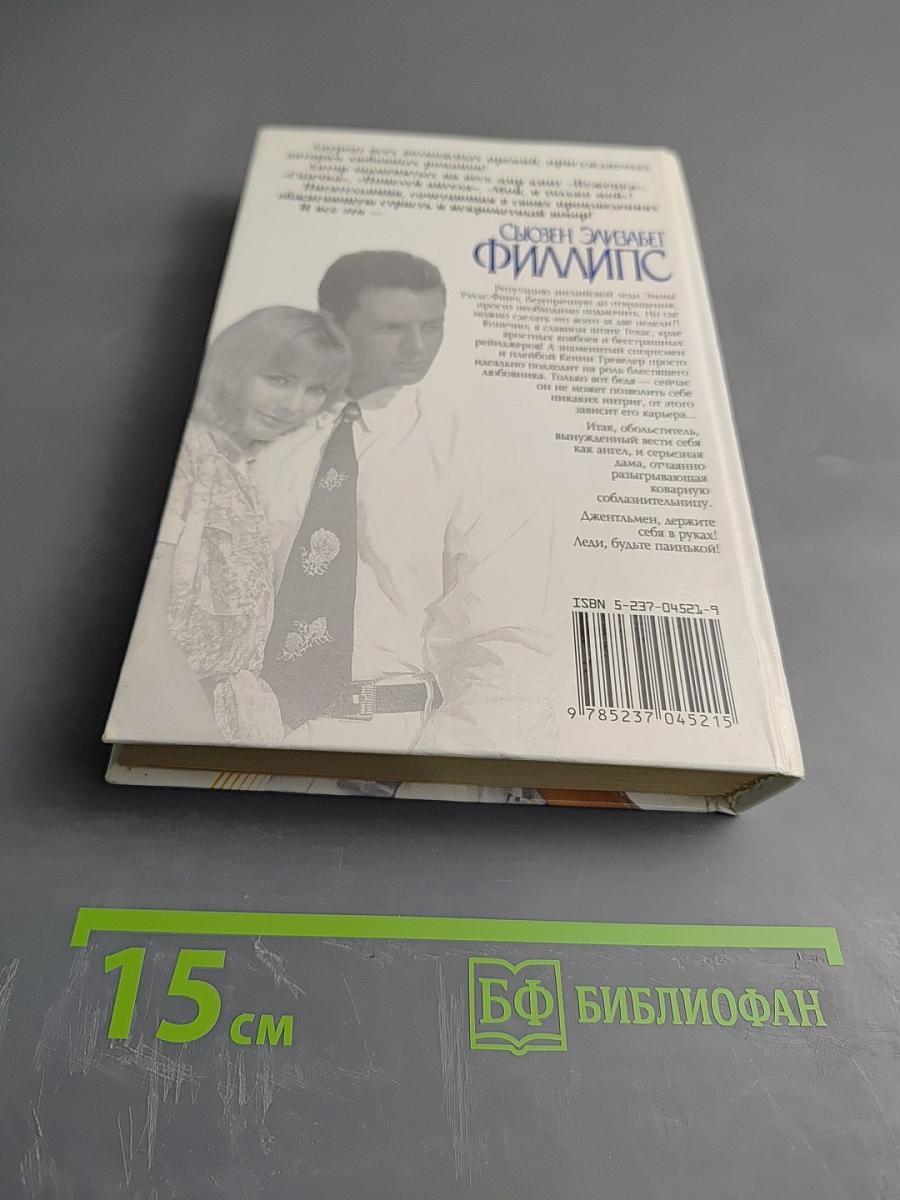 СЬЮЗЕН ЭЛИЗАБЕТ
ФИЛЛИПС
Репутацию английской леди Эммы
Уэллс-Финч, безупречную до отвращения,
просто необходимо подмочить. Но где
можно сделать это всего за две недели?!
Конечно, в славном штате Техас, крае
яростных ковбоев и бесстрашных
рейнджеров! А знаменитый спортсмен
и плейбой Кенни Тревелер просто
идеально подходит на роль блестящего
любовника. Только вот беда — сейчас
он не может позволить себе
никаких интриг, от этого
зависит его карьера...
Итак, обольститель,
вынужденный вести себя
как ангел, и серьезная
дама, отчаянно
разыгрывающая
коварную
соблазнительницу.
Джентльмен, держите
себя в руках!
Леди, будьте паинькой!
ISBN 5-237-04521-9
9 785237 045215
15 см
БФ БИБЛИОФАН